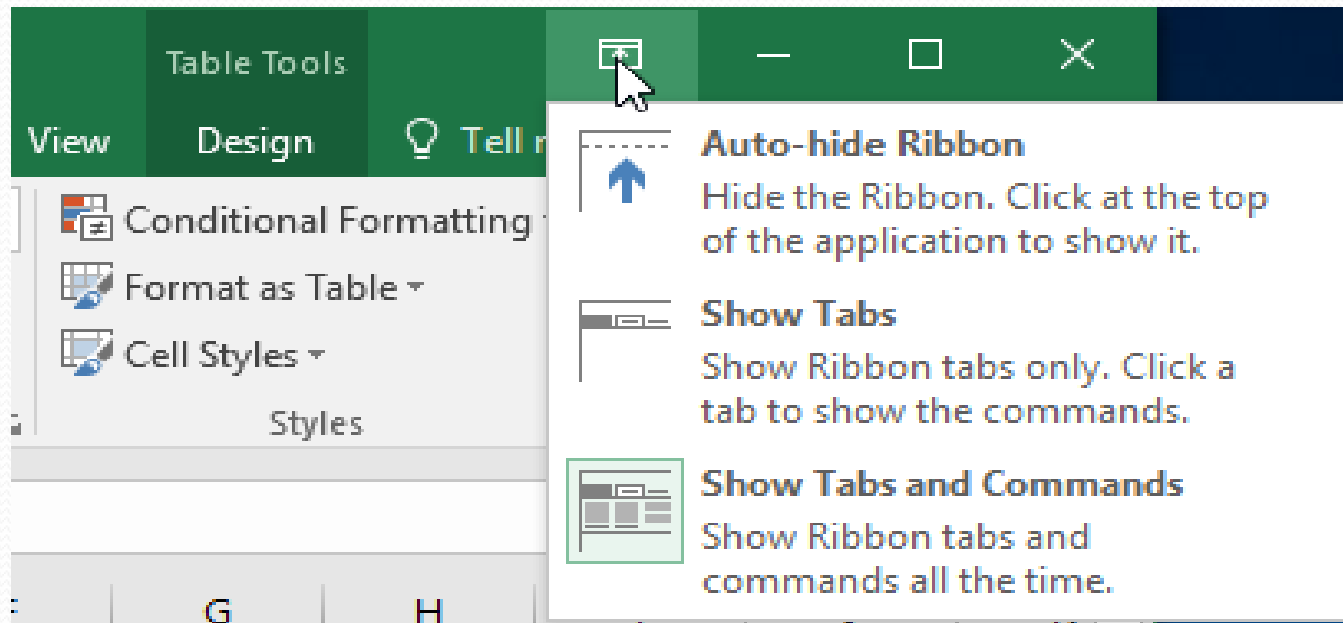 Table Tools
View Design Tell
Conditional Formatting
Format as Table
Cell Styles
Styles
G H
Auto-hide Ribbon
Hide the Ribbon. Click at the top
of the application to show it.
Show Tabs
Show Ribbon tabs only. Click a
tab to show the commands.
Show Tabs and Commands
Show Ribbon tabs and
commands all the time.